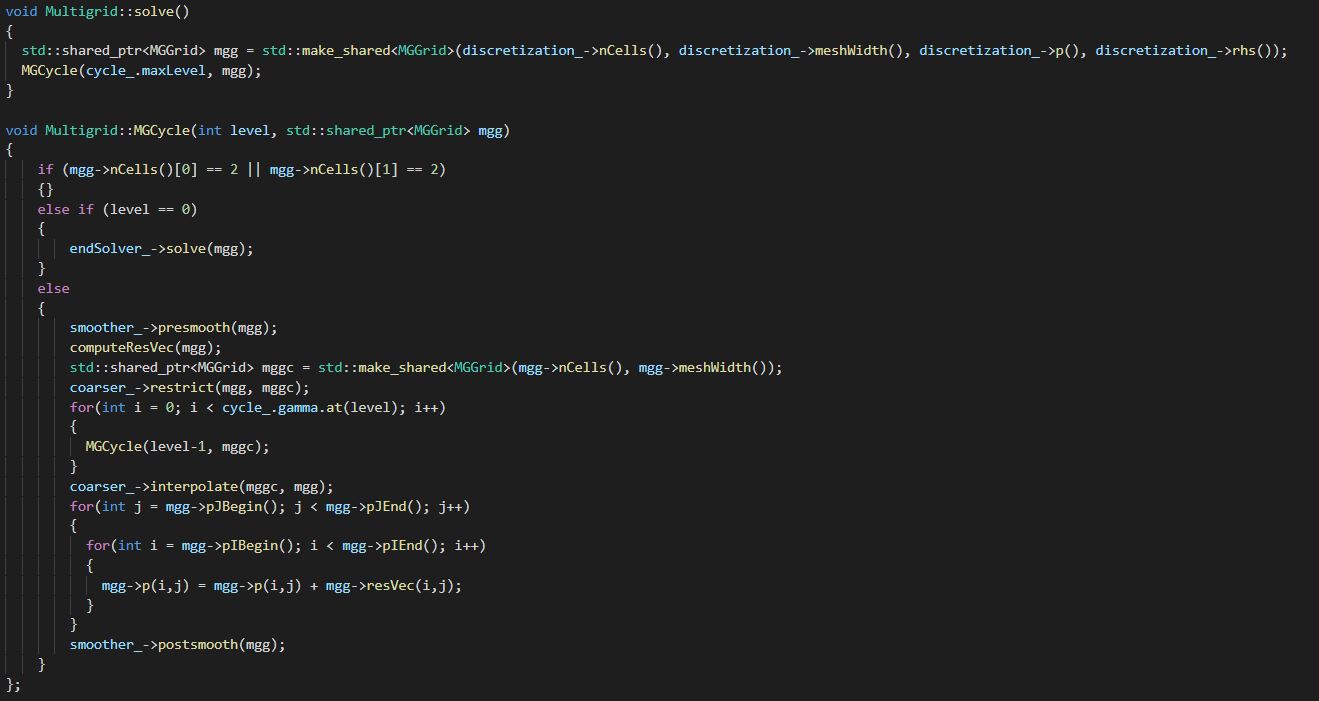 void Multigrid::solve()
{
  std::shared_ptr<MGGrid> mgg = std::make_shared<MGGrid>(discretization_->nCells(), discretization_->meshWidth(), discretization_->p(), discretization_->rhs());
  MGCycle(cycle_.maxLevel, mgg);
}

void Multigrid::MGCycle(int level, std::shared_ptr<MGGrid> mgg)
{
    if (mgg->nCells()[0] == 2 || mgg->nCells()[1] == 2)
    {}
    else if (level == 0)
    {
        endSolver_->solve(mgg);
    }
    else
    {
        smoother_->presmooth(mgg);
        computeResVec(mgg);
        std::shared_ptr<MGGrid> mggc = std::make_shared<MGGrid>(mgg->nCells(), mgg->meshWidth());
        coarser_->restrict(mgg, mggc);
        for(int i = 0; i < cycle_.gamma.at(level); i++)
        {
          MGCycle(level-1, mggc);
        }
        coarser_->interpolate(mggc, mgg);
        for(int j = mgg->pJBegin(); j < mgg->pJEnd(); j++)
        {
          for(int i = mgg->pIBegin(); i < mgg->pIEnd(); i++)
          {
            mgg->p(i,j) = mgg->p(i,j) + mgg->resVec(i,j);
          }
        }
        smoother_->postsmooth(mgg);
    }
};